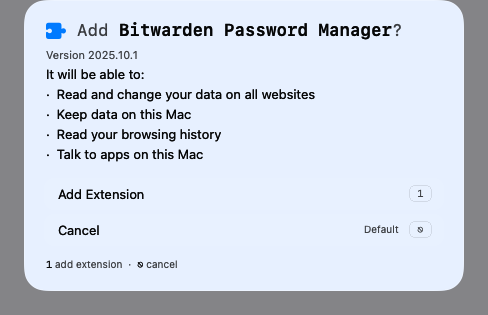 Add Bitwarden Password Manager?
Version 2025.10.1
It will be able to:
· Read and change your data on all websites
· Keep data on this Mac
· Read your browsing history
· Talk to apps on this Mac
Add Extension 1
Cancel Default 0
1 add extension · 0 cancel